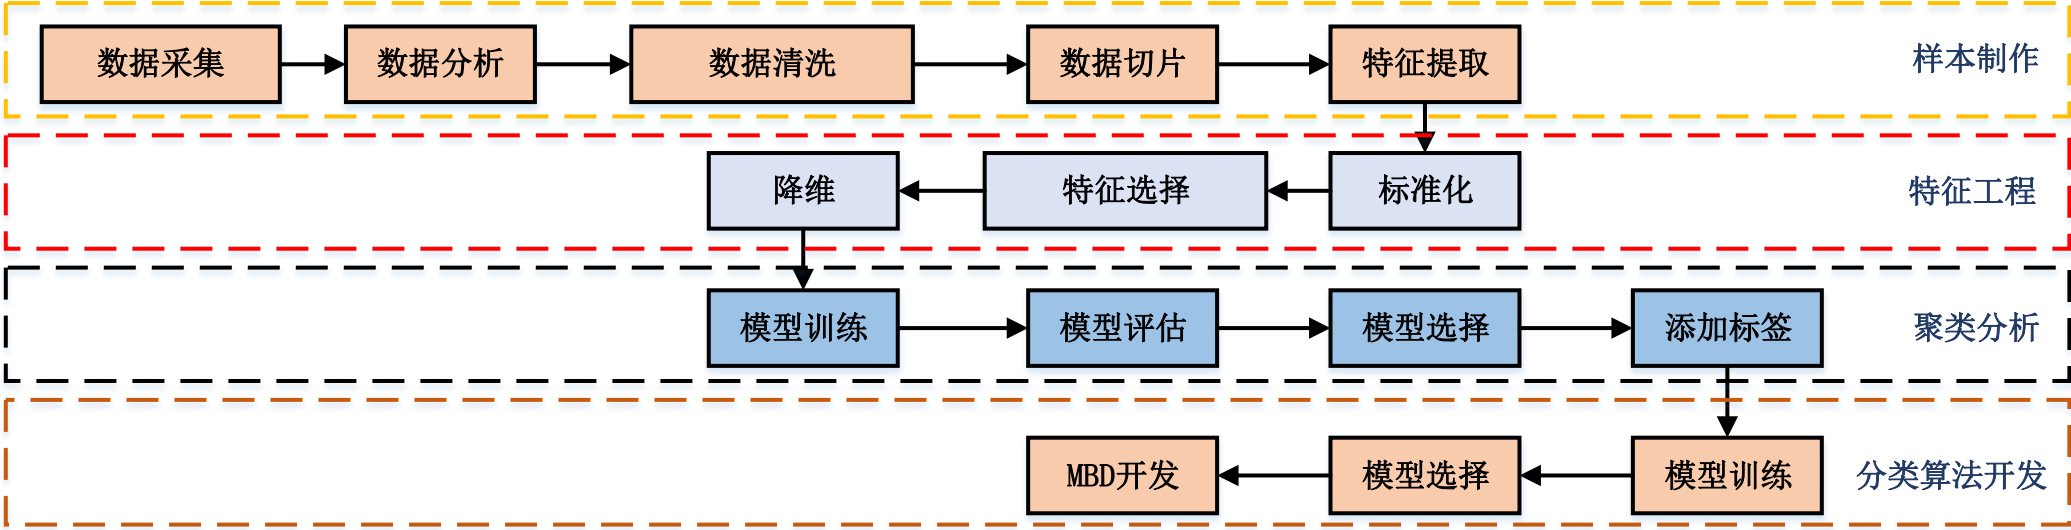 数据采集 数据分析 数据清洗 数据切片 特征提取 样本制作
降维 特征选择 标准化 特征工程
模型训练 模型评估 模型选择 添加标签 聚类分析
MBD开发 模型选择 模型训练 分类算法开发